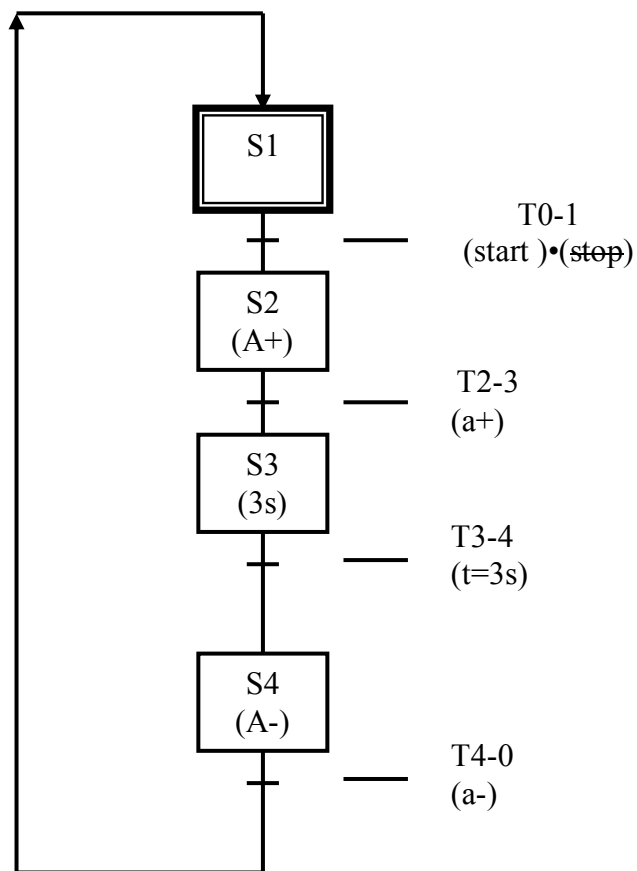 S1
T0-1
(start )•(stop)
S2
(A+)
T2-3
(a+)
S3
(3s)
T3-4
(t=3s)
S4
(A-)
T4-0
(a-)